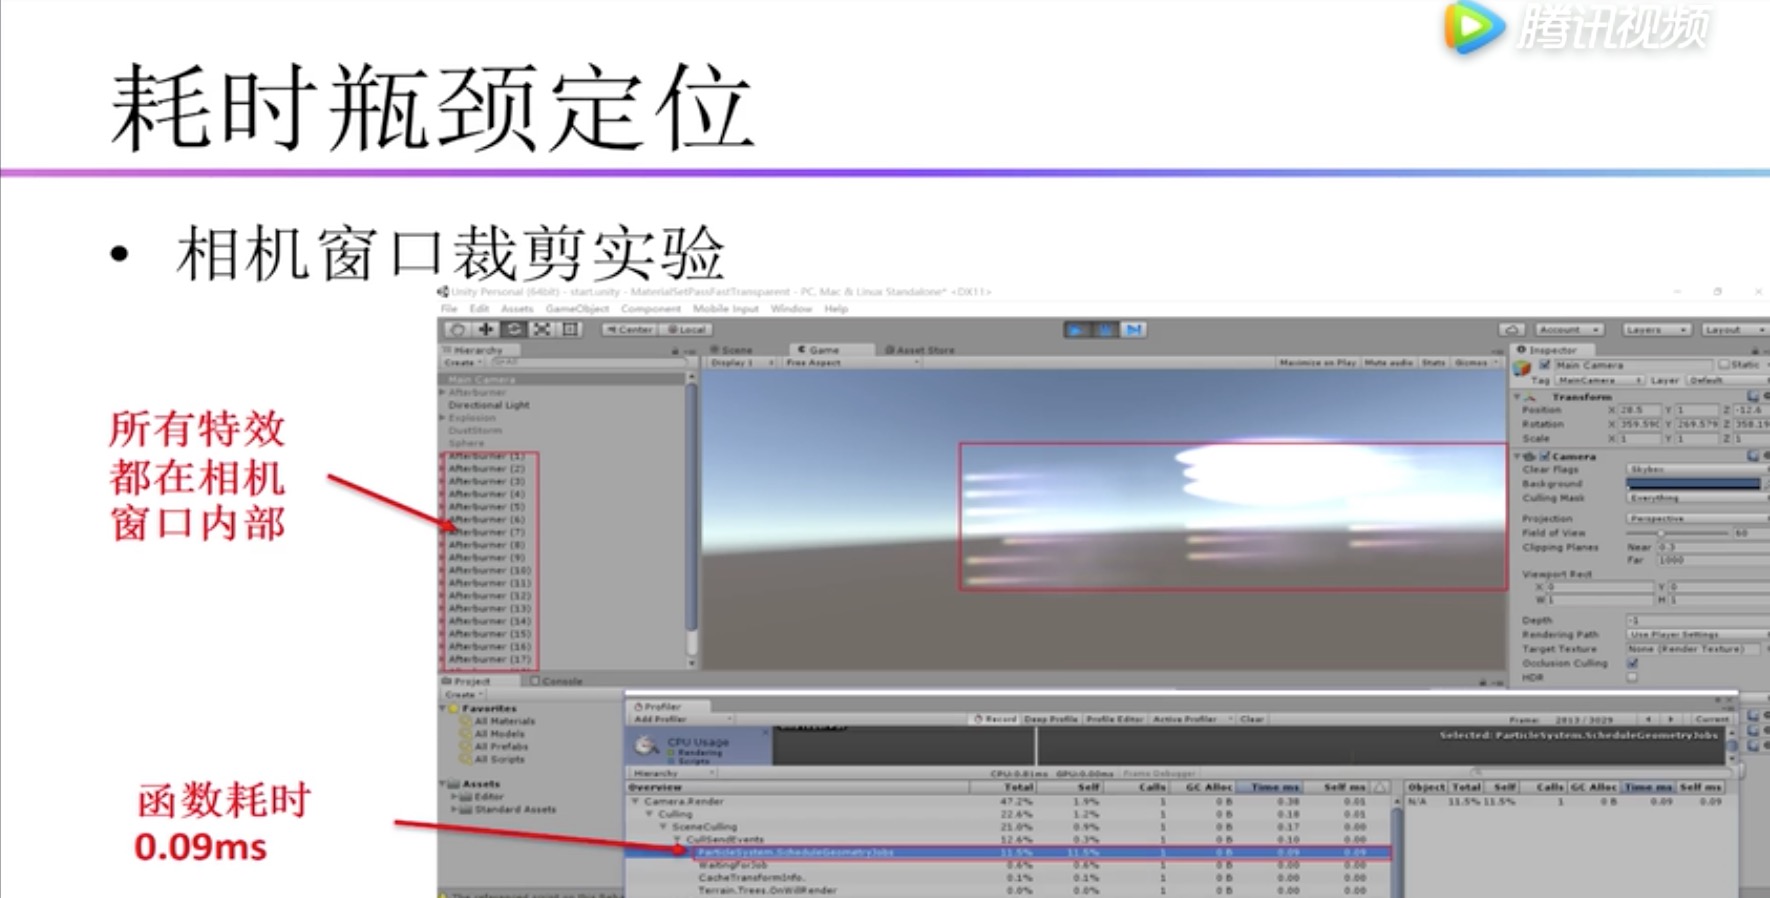 腾讯视频
耗时瓶颈定位
• 相机窗口裁剪实验
Unity Personal (64bit) - start.unity - MaterialSetPassFastTransparent - PC, Mac & Linux Standalone* <DX11>
File Edit Assets GameObject Component Mobile Input Window Help
Center Local
Account Layers Layout
Hierarchy
Create
Scene Game Asset Store
Display 1 Free Aspect
Maximize on Play Mute audio Stats Gizmos
Main Camera
Afterburner
Directional Light
Explosion
DustStorm
Sphere
Afterburner (1)
Afterburner (2)
Afterburner (3)
Afterburner (4)
Afterburner (5)
Afterburner (6)
Afterburner (7)
Afterburner (8)
Afterburner (9)
Afterburner (10)
Afterburner (11)
Afterburner (12)
Afterburner (13)
Afterburner (14)
Afterburner (15)
Afterburner (16)
Afterburner (17)
所有特效
都在相机
窗口内部
Inspector
Main Camera Static
Tag MainCamera Layer Default
Transform
Position X 28.5 Y 1 Z -12.6
Rotation X 359.590 Y 269.579 Z 358.19
Scale X 1 Y 1 Z 1
Camera
Clear Flags Skybox
Background
Culling Mask Everything
Projection Perspective
Field of View 60
Clipping Planes Near 0.3
Far 1000
Viewport Rect
X 0 Y 0
W 1 H 1
Depth -1
Rendering Path Use Player Settings
Target Texture None (Render Texture)
Occlusion Culling
HDR
Project Console
Create
Favorites
All Materials
All Models
All Prefabs
All Scripts
Assets
Editor
Standard Assets
函数耗时
0.09ms
Profiler
Add Profiler Record Deep Profile Profile Editor Active Profiler Clear Frame: 2813 / 3029 Current
CPU Usage
Rendering
Scripts
Selected: ParticleSystem.ScheduleGeometryJobs
Hierarchy CPU:0.81ms GPU:0.00ms Frame Debugger
Overview Total Self Calls GC Alloc Time ms Self ms
Camera.Render 47.2% 1.9% 1 0 B 0.38 0.01
Culling 22.6% 1.2% 1 0 B 0.18 0.01
SceneCulling 21.0% 0.9% 1 0 B 0.17 0.00
CullSendEvents 12.6% 0.3% 1 0 B 0.10 0.00
ParticleSystem.ScheduleGeometryJobs 11.5% 11.5% 1 0 B 0.09 0.09
WaitingForJob 0.6% 0.6% 1 0 B 0.00 0.00
CacheTransformInfo. 0.1% 0.1% 1 0 B 0.00 0.00
Terrain.Trees.OnWillRender 0.0% 0.0% 1 0 B 0.00 0.00
Object Total Self Calls GC Alloc Time ms Self ms
N/A 11.5% 11.5% 1 0 B 0.09 0.09